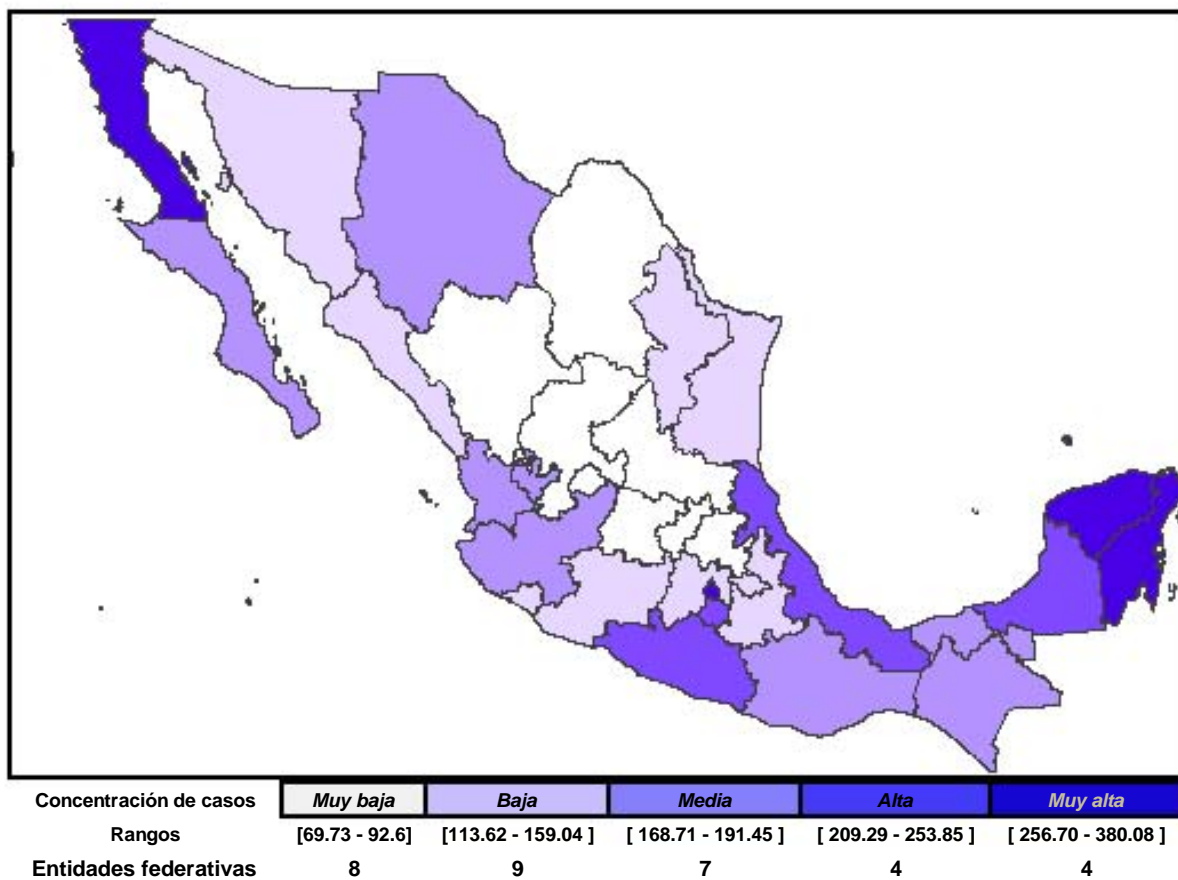 Concentración de casos Muy baja Baja Media Alta Muy alta
Rangos [69.73 - 92.6] [113.62 - 159.04 ] [ 168.71 - 191.45 ] [ 209.29 - 253.85 ] [ 256.70 - 380.08 ]
Entidades federativas 8 9 7 4 4